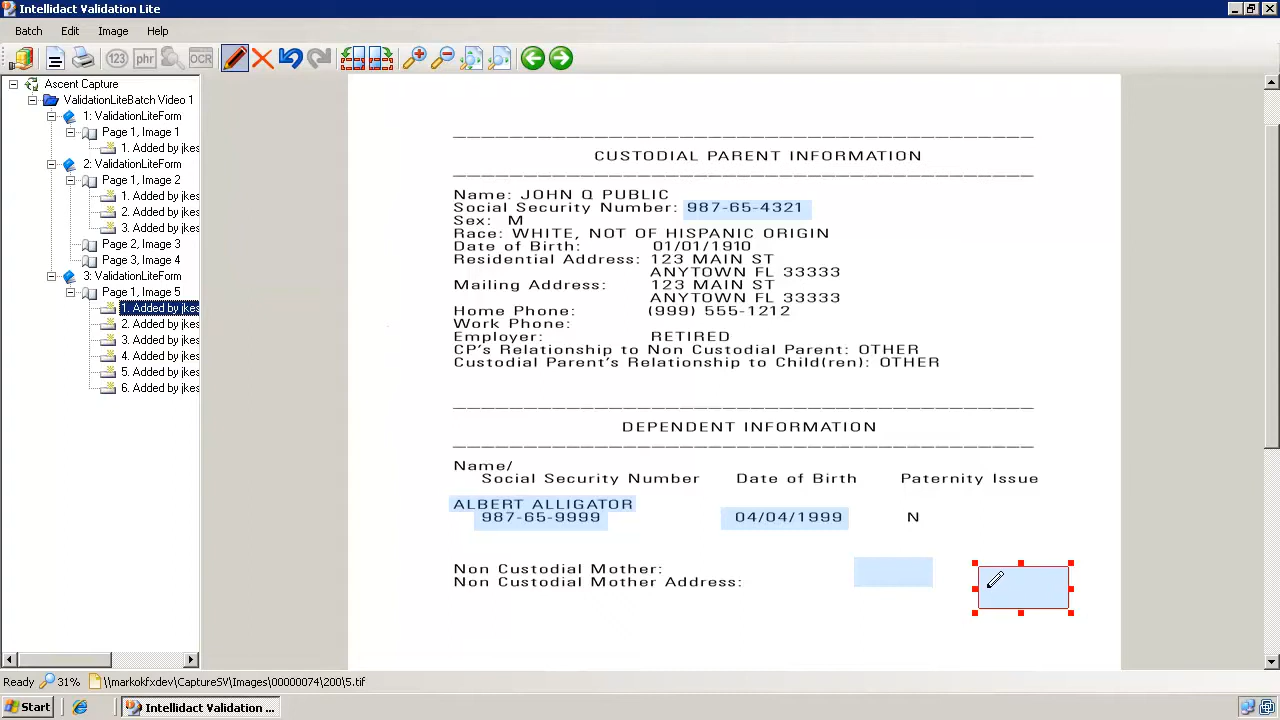 Intellidact Validation Lite
Batch Edit Image Help
123 phr OCR
Ascent Capture
ValidationLiteBatch Video 1
1: ValidationLiteForm
Page 1, Image 1
1. Added by jkes
2: ValidationLiteForm
Page 1, Image 2
1. Added by jkes
2. Added by jkes
3. Added by jkes
Page 2, Image 3
Page 3, Image 4
3: ValidationLiteForm
Page 1, Image 5
1. Added by jkes
2. Added by jkes
3. Added by jkes
4. Added by jkes
5. Added by jkes
6. Added by jkes
CUSTODIAL PARENT INFORMATION
Name: JOHN Q PUBLIC
Social Security Number: 987-65-4321
Sex: M
Race: WHITE, NOT OF HISPANIC ORIGIN
Date of Birth: 01/01/1910
Residential Address: 123 MAIN ST
ANYTOWN FL 33333
Mailing Address: 123 MAIN ST
ANYTOWN FL 33333
Home Phone: (999) 555-1212
Work Phone:
Employer: RETIRED
CP's Relationship to Non Custodial Parent: OTHER
Custodial Parent's Relationship to Child(ren): OTHER
DEPENDENT INFORMATION
Name/
Social Security Number Date of Birth Paternity Issue
ALBERT ALLIGATOR
987-65-9999 04/04/1999 N
Non Custodial Mother:
Non Custodial Mother Address:
Ready 31% \\markokfxdev\CaptureSV\Images\00000074\200\5.tif
Start Intellidact Validation ...